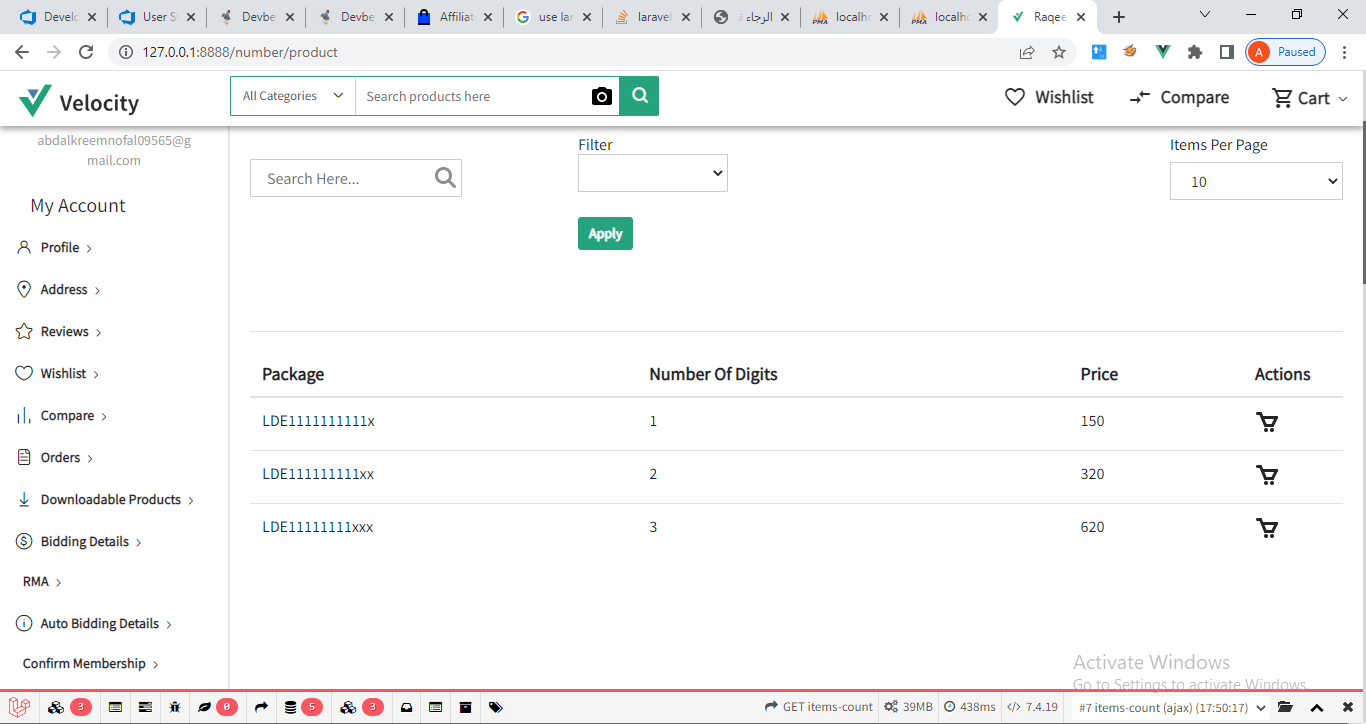 Develo
User S
Devbe
Devbe
Affiliat
use lar
laravel
الرجاء
localho
localho
Raqee
127.0.0.1:8888/number/product
A Paused
Velocity
All Categories
Search products here
Wishlist
Compare
Cart
abdalkreemnofal09565@g
mail.com
My Account
Profile
Address
Reviews
Wishlist
Compare
Orders
Downloadable Products
Bidding Details
RMA
Auto Bidding Details
Confirm Membership
Search Here...
Filter
Apply
Items Per Page
10
Package Number Of Digits Price Actions
LDE1111111111x 1 150
LDE111111111xx 2 320
LDE11111111xxx 3 620
Activate Windows
Go to Settings to activate Windows.
3
0
5
3
GET items-count
39MB
438ms
7.4.19
#7 items-count (ajax) (17:50:17)